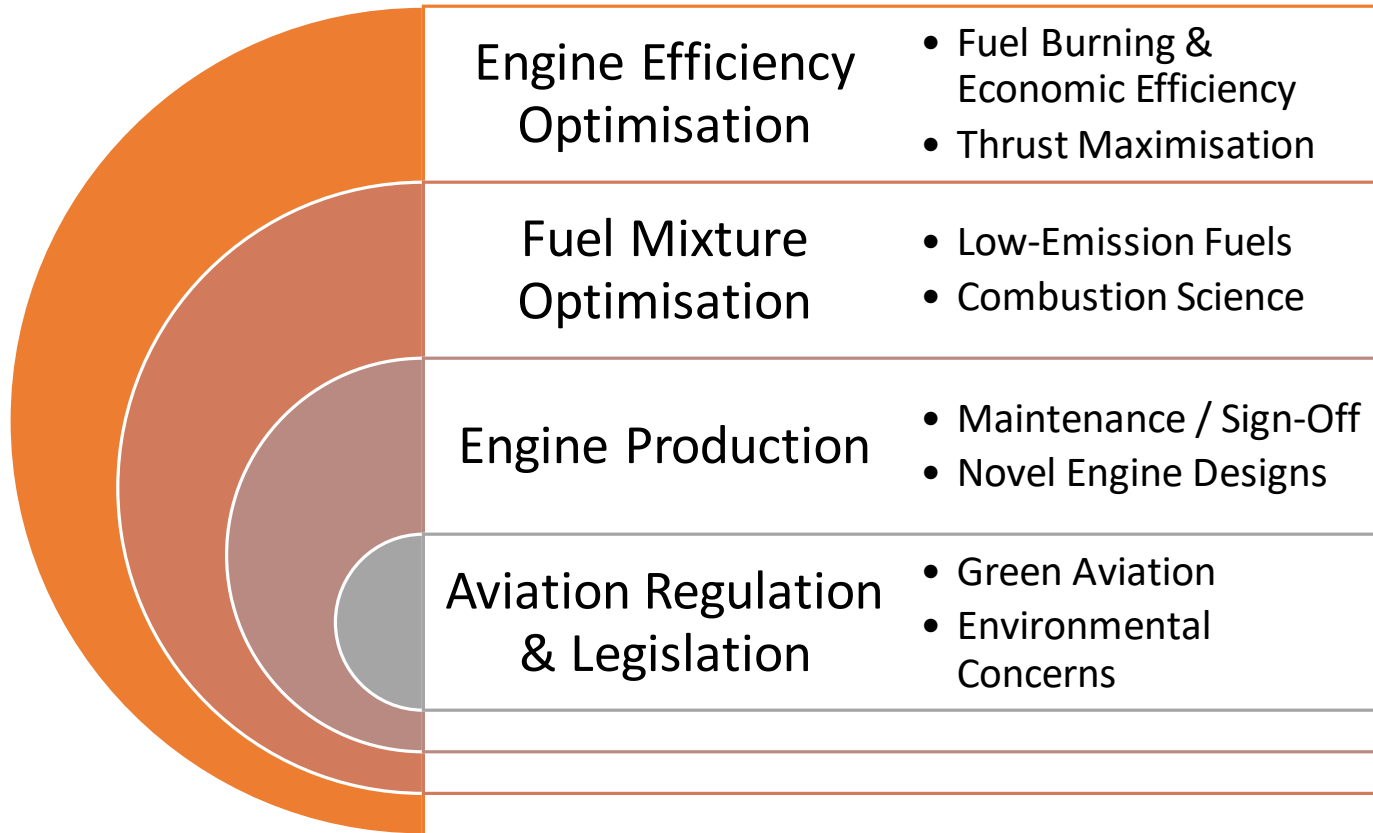 Engine Efficiency
Optimisation
• Fuel Burning &
Economic Efficiency
• Thrust Maximisation
Fuel Mixture
Optimisation
• Low-Emission Fuels
• Combustion Science
Engine Production
• Maintenance / Sign-Off
• Novel Engine Designs
Aviation Regulation
& Legislation
• Green Aviation
• Environmental
Concerns